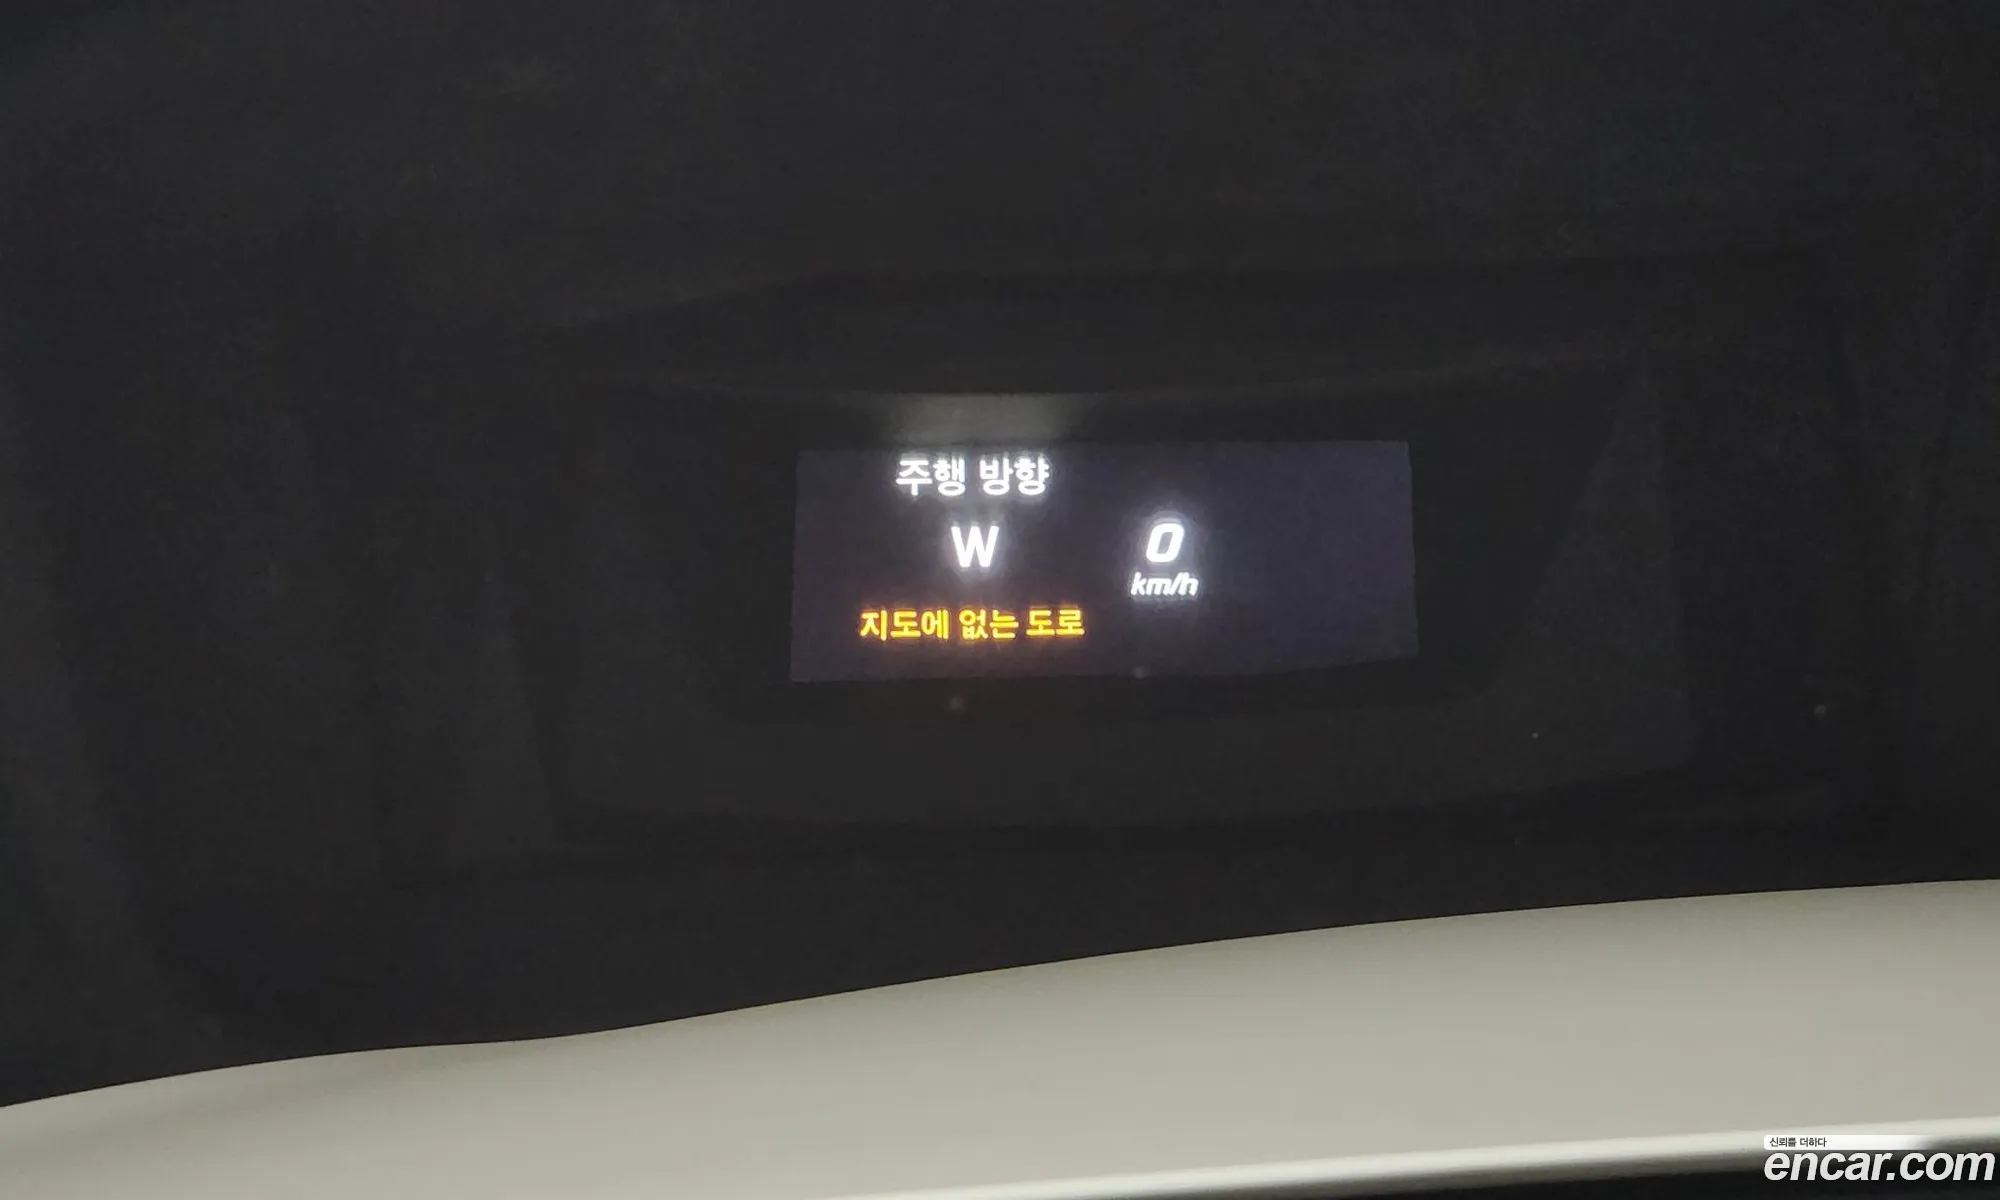 주행 방향
W
0
km/h
지도에 없는 도로
신뢰를 더하다
encar.com